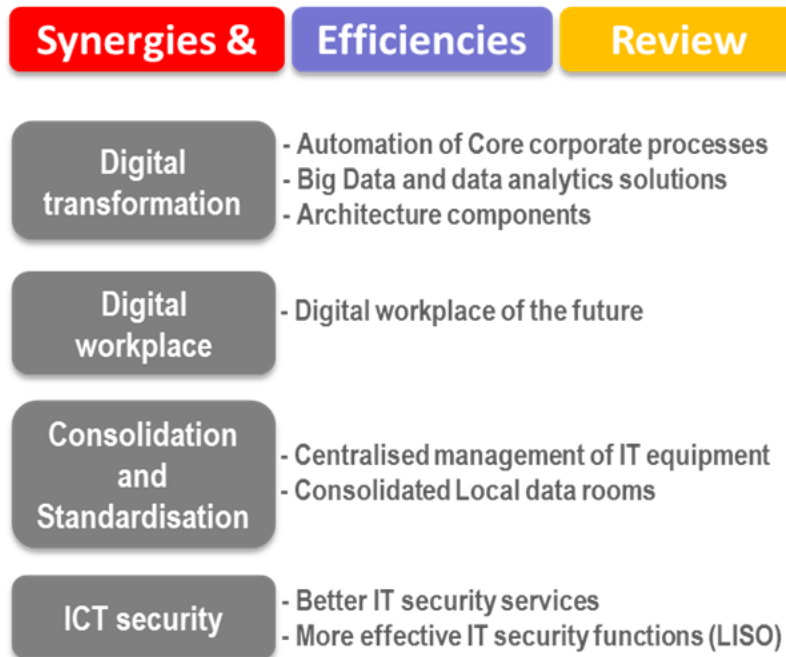 Synergies & Efficiencies Review
Digital
transformation
- Automation of Core corporate processes
- Big Data and data analytics solutions
- Architecture components
Digital
workplace
- Digital workplace of the future
Consolidation
and
Standardisation
- Centralised management of IT equipment
- Consolidated Local data rooms
ICT security
- Better IT security services
- More effective IT security functions (LISO)